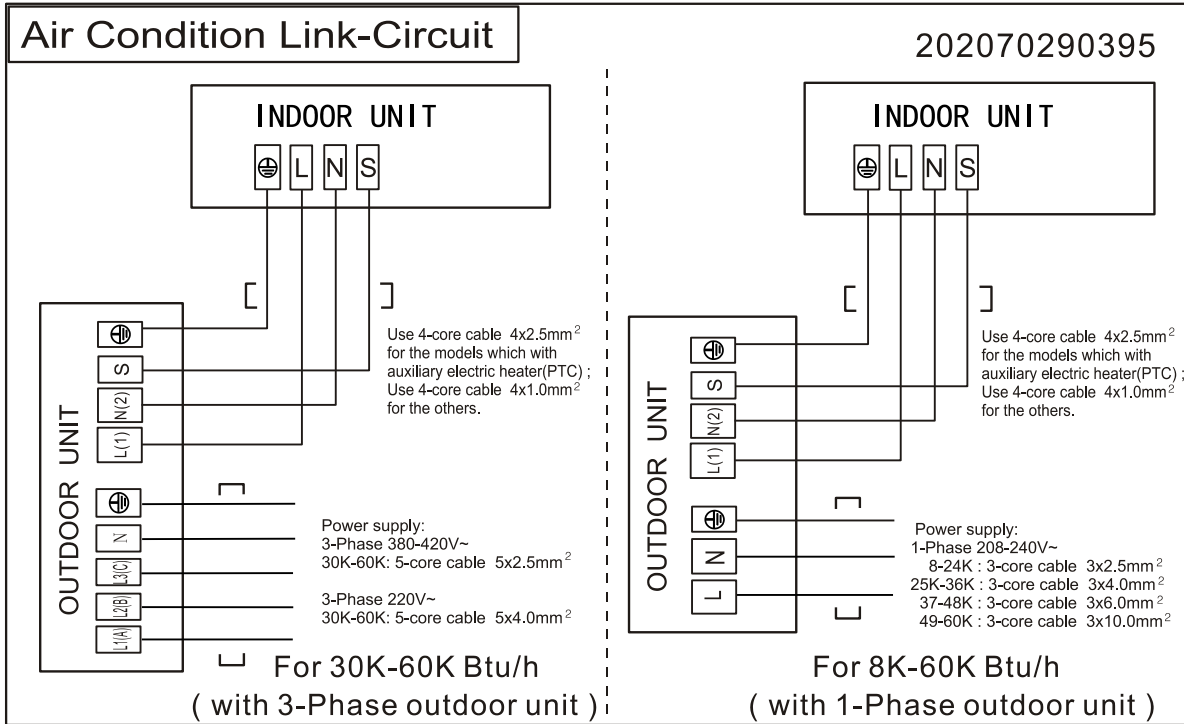 Air Condition Link-Circuit
202070290395
INDOOR UNIT
L N S
Use 4-core cable 4x2.5mm²
for the models which with
auxiliary electric heater(PTC) ;
Use 4-core cable 4x1.0mm²
for the others.
OUTDOOR UNIT
S
N(2)
L(1)
N
L3(C)
L2(B)
L1(A)
Power supply:
3-Phase 380-420V~
30K-60K: 5-core cable 5x2.5mm²
3-Phase 220V~
30K-60K: 5-core cable 5x4.0mm²
For 30K-60K Btu/h
( with 3-Phase outdoor unit )
INDOOR UNIT
L N S
Use 4-core cable 4x2.5mm²
for the models which with
auxiliary electric heater(PTC) ;
Use 4-core cable 4x1.0mm²
for the others.
OUTDOOR UNIT
S
N(2)
L(1)
N
L
Power supply:
1-Phase 208-240V~
8-24K : 3-core cable 3x2.5mm²
25K-36K : 3-core cable 3x4.0mm²
37-48K : 3-core cable 3x6.0mm²
49-60K : 3-core cable 3x10.0mm²
For 8K-60K Btu/h
( with 1-Phase outdoor unit )